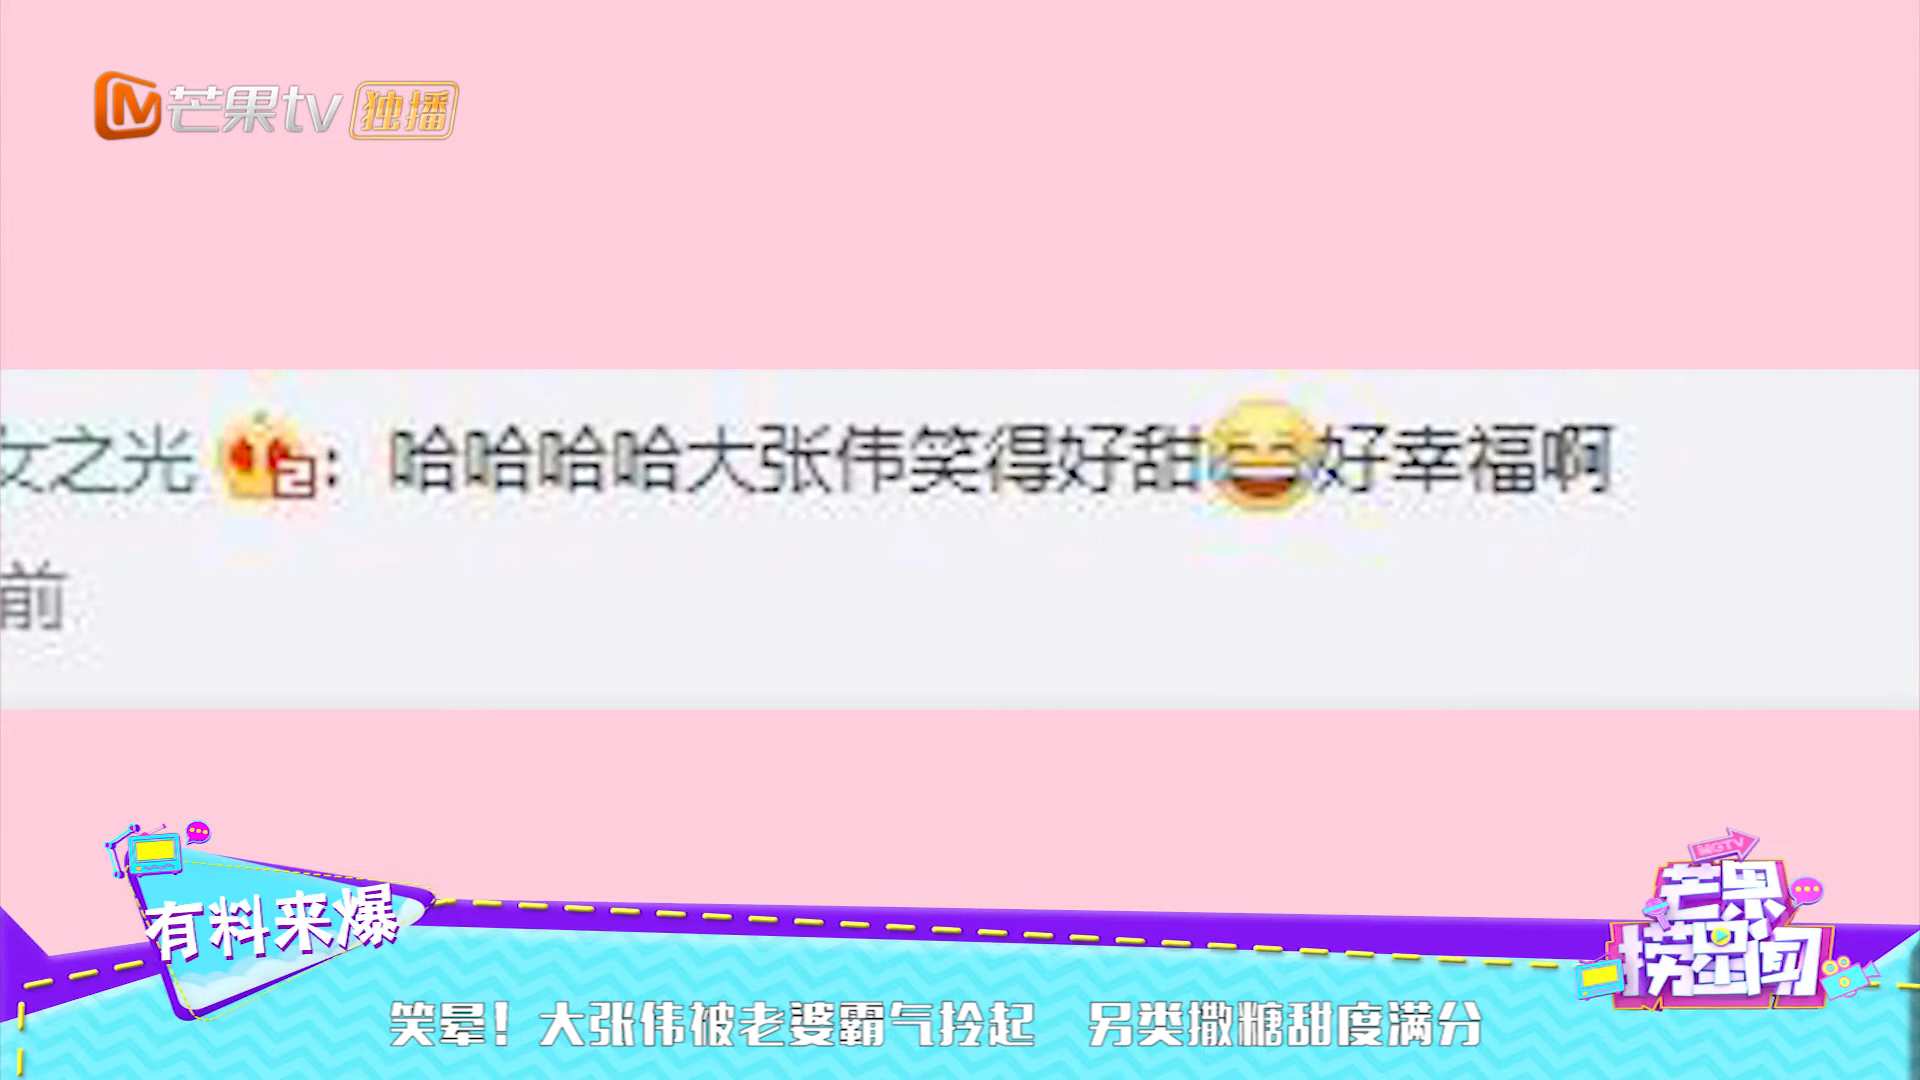 芒果tv 独播
女之光 2： 哈哈哈哈大张伟笑得好甜😄好幸福啊
前
有料来爆
MGTV
芒果
捞星闻
笑晕！大张伟被老婆霸气拎起 另类撒糖甜度满分